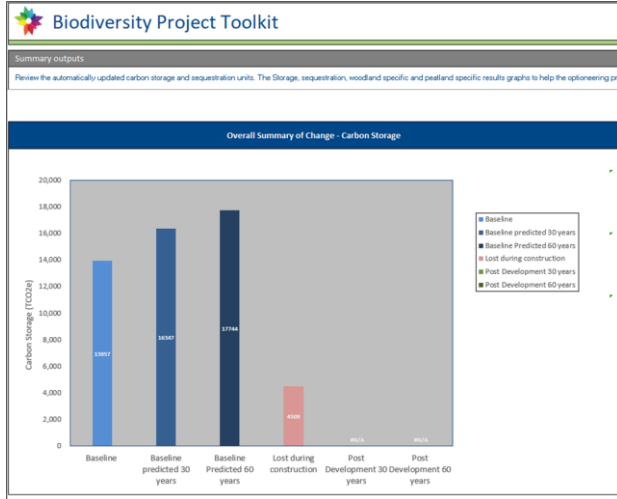 Biodiversity Project Toolkit
Summary outputs
Review the automatically updated carbon storage and sequestration units. The Storage, sequestration, woodland specific and peatland specific results graphs to help the optioneering pr
Overall Summary of Change - Carbon Storage
20,000
18,000
16,000
14,000
12,000
10,000
8,000
6,000
4,000
2,000
0
Carbon Storage (TCO2e)
13957
16347
17744
#N/A
#N/A
Baseline
Baseline predicted 30 years
Baseline Predicted 60 years
Lost during construction
Post Development 30 years
Post Development 60 years
Baseline
Baseline predicted 30 years
Baseline Predicted 60 years
Lost during construction
Post Development 30 years
Post Development 60 years